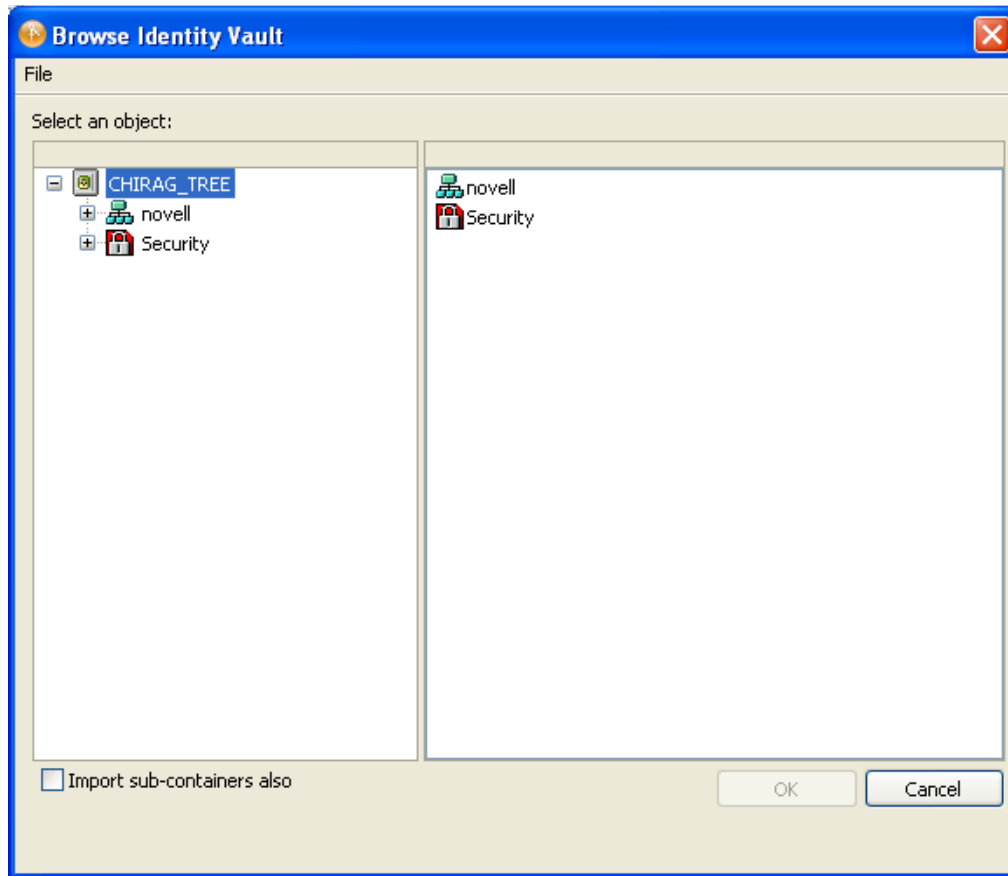 Browse Identity Vault
File
Select an object:
CHIRAG_TREE
novell
Security
novell
Security
Import sub-containers also
OK
Cancel